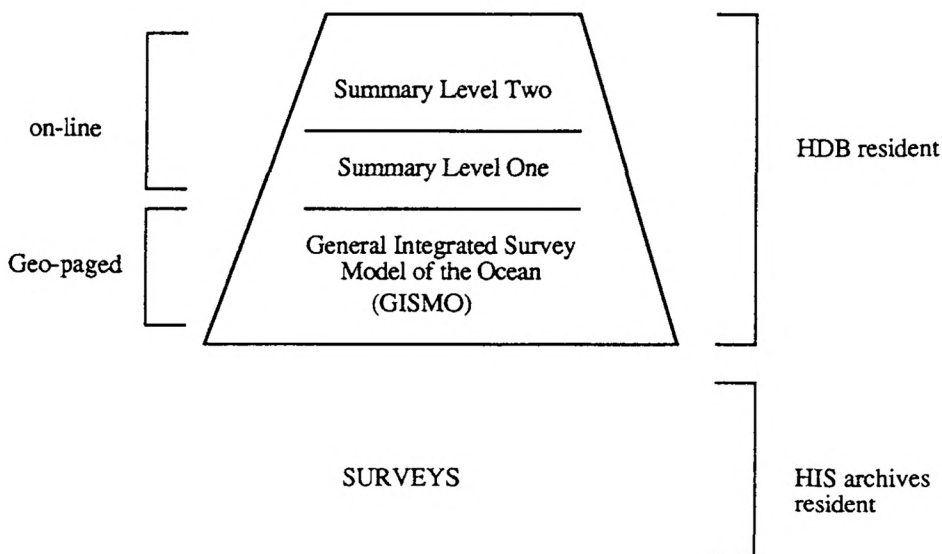 Summary Level Two
on-line
HDB resident
Summary Level One
General Integrated Survey
Model of the Ocean
(GISMO)
Geo-paged
SURVEYS
HIS archives
resident